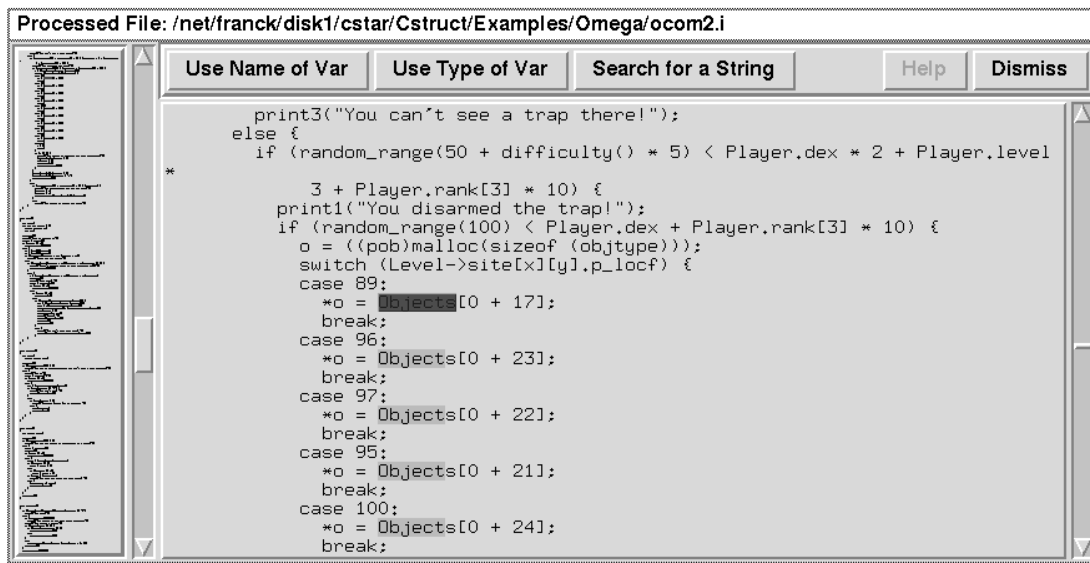 Processed File: /net/franck/disk1/cstar/Cstruct/Examples/Omega/ocom2.i
Use Name of Var Use Type of Var Search for a String Help Dismiss
print3("You can't see a trap there!");
else {
if (random_range(50 + difficulty() * 5) < Player.dex * 2 + Player.level
*
3 + Player.rank[3] * 10) {
print1("You disarmed the trap!");
if (random_range(100) < Player.dex + Player.rank[3] * 10) {
o = ((pob)malloc(sizeof (objtype)));
switch (Level->site[x][y].p_locf) {
case 89:
*o = Objects[0 + 17];
break;
case 96:
*o = Objects[0 + 23];
break;
case 97:
*o = Objects[0 + 22];
break;
case 95:
*o = Objects[0 + 21];
break;
case 100:
*o = Objects[0 + 24];
break;